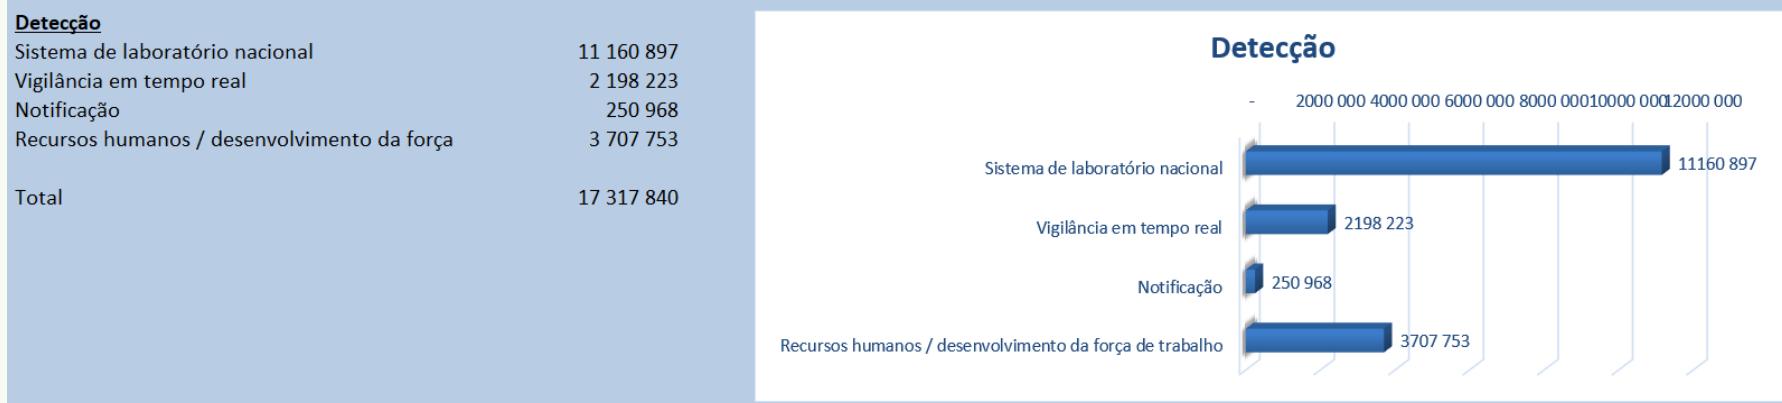 Detecção
Sistema de laboratório nacional 11 160 897
Vigilância em tempo real 2 198 223
Notificação 250 968
Recursos humanos / desenvolvimento da força 3 707 753
Total 17 317 840
Detecção
- 2000 000 4000 000 6000 000 8000 000 10000 000 12000 000
Sistema de laboratório nacional 11160 897
Vigilância em tempo real 2198 223
Notificação 250 968
Recursos humanos / desenvolvimento da força de trabalho 3707 753